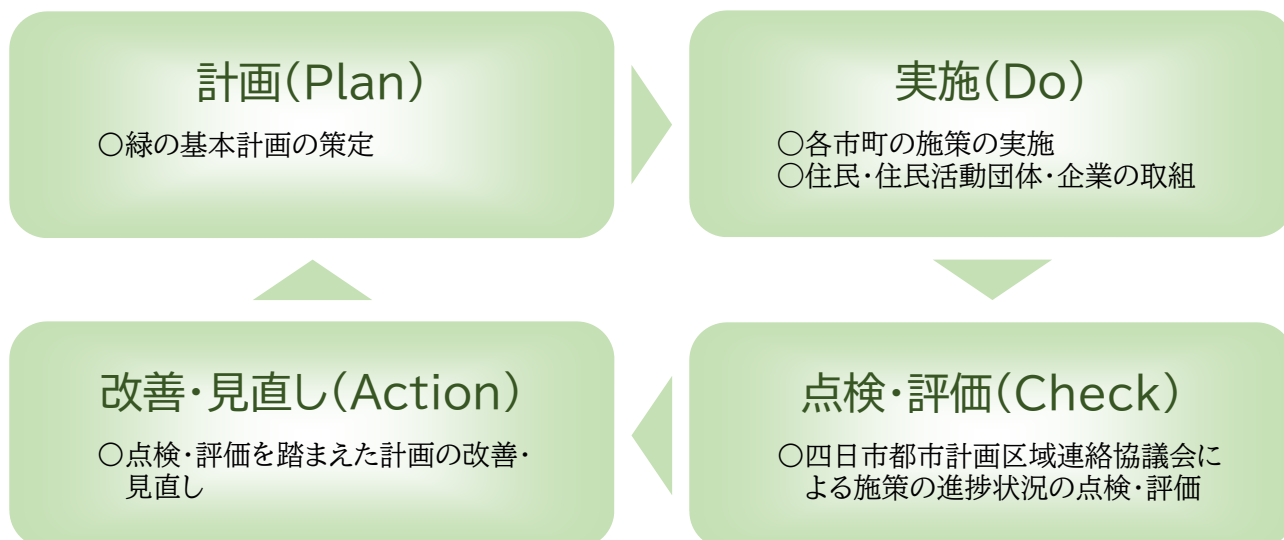 計画(Plan)
○緑の基本計画の策定
実施(Do)
○各市町の施策の実施
○住民・住民活動団体・企業の取組
改善・見直し(Action)
○点検・評価を踏まえた計画の改善・
見直し
点検・評価(Check)
○四日市都市計画区域連絡協議会に
よる施策の進捗状況の点検・評価